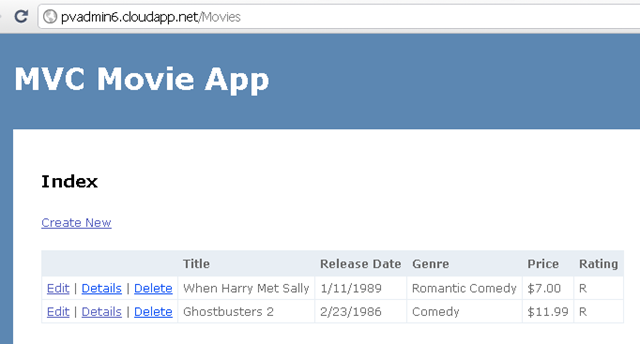 pvadmin6.cloudapp.net/Movies
MVC Movie App
Index
Create New
Title Release Date Genre Price Rating
Edit | Details | Delete When Harry Met Sally 1/11/1989 Romantic Comedy $7.00 R
Edit | Details | Delete Ghostbusters 2 2/23/1986 Comedy $11.99 R